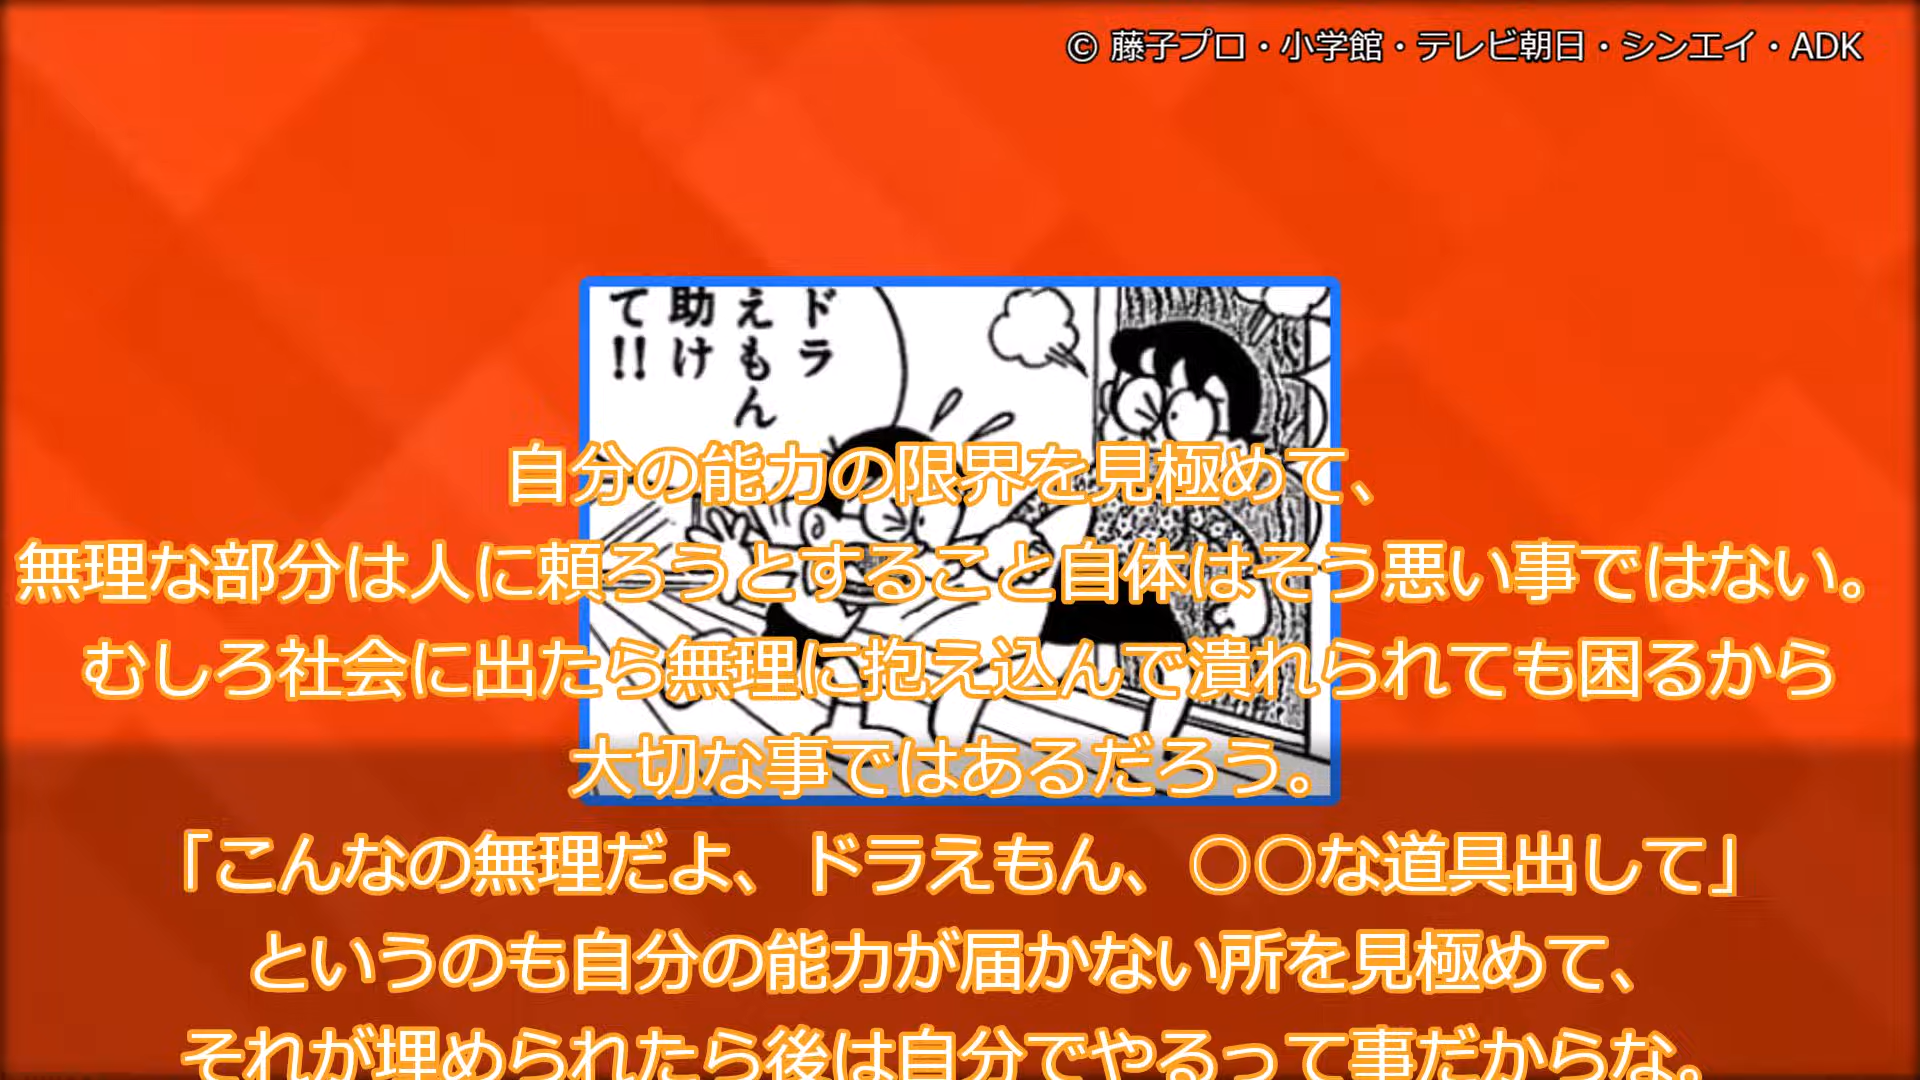 © 藤子プロ・小学館・テレビ朝日・シンエイ・ADK
ドラ
えもん
助け
て!!
自分の能力の限界を見極めて、
無理な部分は人に頼ろうとすること自体はそう悪い事ではない。
むしろ社会に出たら無理に抱え込んで潰れられても困るから
大切な事ではあるだろう。
「こんなの無理だよ、ドラえもん、○○な道具出して」
というのも自分の能力が届かない所を見極めて、
それが埋められたら後は自分でやるって事だからな。